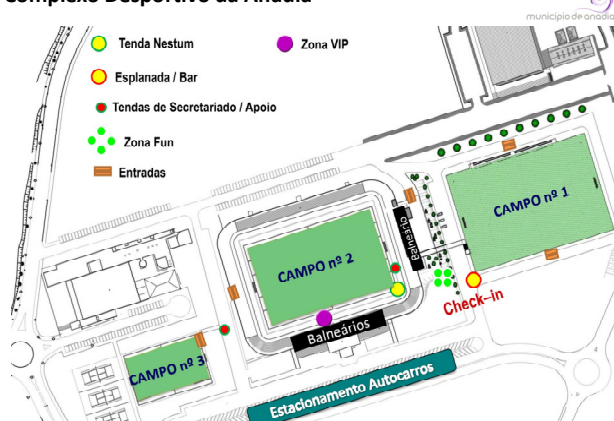 Complexo Desportivo da Anadia
município de anadia
Tenda Nestum
Zona VIP
Esplanada / Bar
Tendas de Secretariado / Apoio
Zona Fun
Entradas
CAMPO nº 1
Balneário
CAMPO nº 2
Check-in
Balneários
CAMPO nº 3
Estacionamento Autocarros